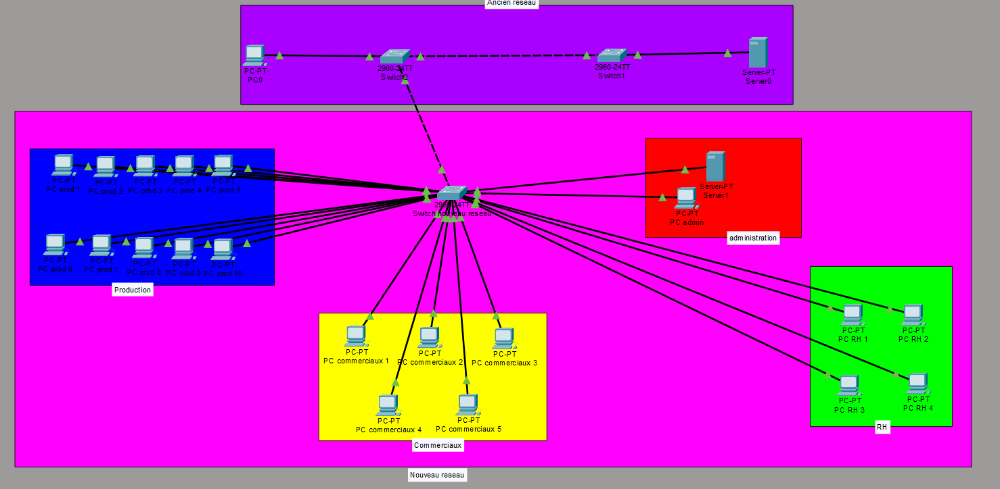 Ancien reseau
PC-PT
PC0
2960-24TT
Switch2
2960-24TT
Switch1
Server-PT
Server0
PC-PT
PC prod 1
PC-PT
PC prod 2
PC-PT
PC prod 3
PC-PT
PC prod 4
PC-PT
PC prod 5
2960-24TT
Switch nouveau reseau
Server-PT
Server1
PC-PT
PC admin
administration
PC-PT
PC prod 6
PC-PT
PC prod 7
PC-PT
PC prod 8
PC-PT
PC prod 9
PC-PT
PC prod 10
Production
PC-PT
PC commerciaux 1
PC-PT
PC commerciaux 2
PC-PT
PC commerciaux 3
PC-PT
PC commerciaux 4
PC-PT
PC commerciaux 5
Commerciaux
PC-PT
PC RH 1
PC-PT
PC RH 2
PC-PT
PC RH 3
PC-PT
PC RH 4
RH
Nouveau reseau